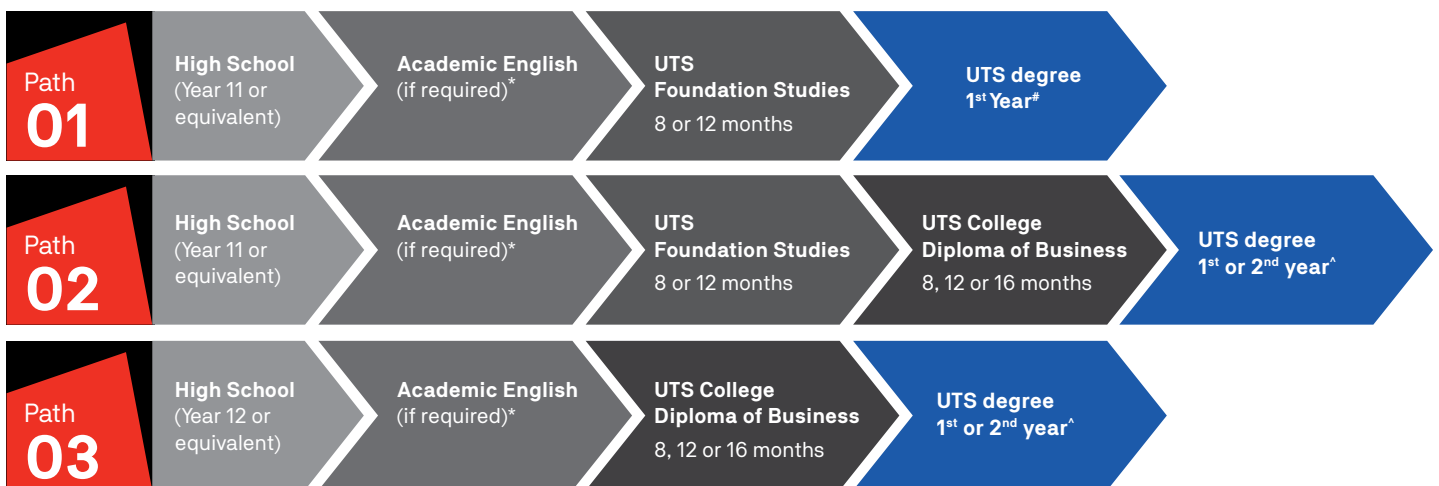 Path
01
High School
(Year 11 or
equivalent)
Academic English
(if required)*
UTS
Foundation Studies
8 or 12 months
UTS degree
1st Year#
Path
02
High School
(Year 11 or
equivalent)
Academic English
(if required)*
UTS
Foundation Studies
8 or 12 months
UTS College
Diploma of Business
8, 12 or 16 months
UTS degree
1st or 2nd year^
Path
03
High School
(Year 12 or
equivalent)
Academic English
(if required)*
UTS College
Diploma of Business
8, 12 or 16 months
UTS degree
1st or 2nd year^